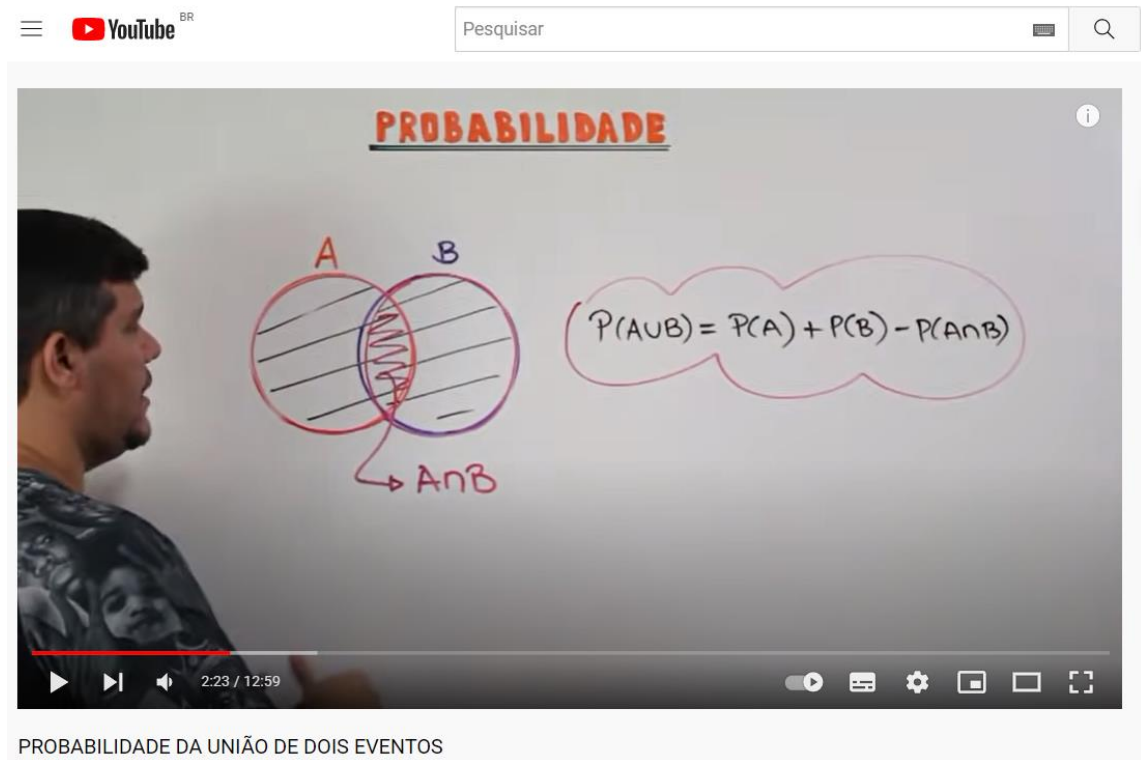 YouTube BR
Pesquisar
PROBABILIDADE
A B
P(A∪B) = P(A) + P(B) - P(A∩B)
A∩B
2:23 / 12:59
PROBABILIDADE DA UNIÃO DE DOIS EVENTOS